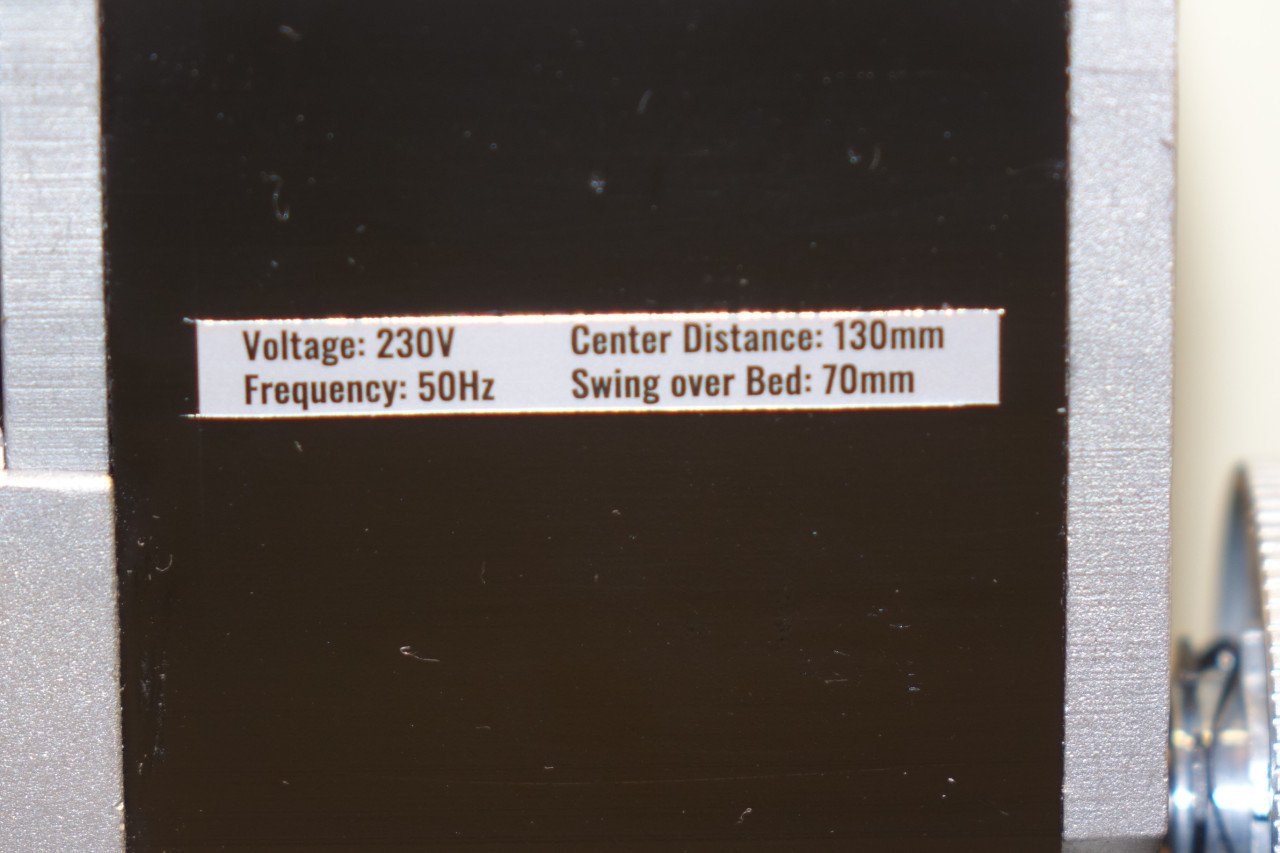 Voltage: 230V
Frequency: 50Hz
Center Distance: 130mm
Swing over Bed: 70mm